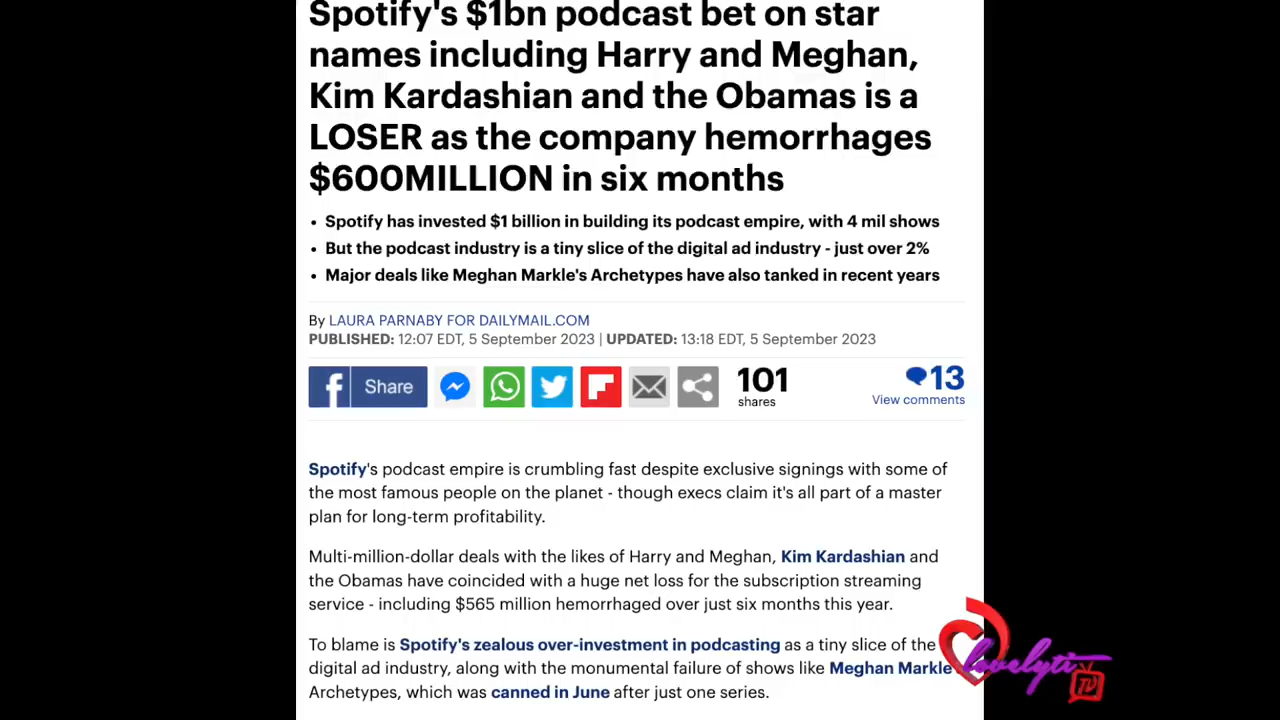 Spotify's $1bn podcast bet on star
names including Harry and Meghan,
Kim Kardashian and the Obamas is a
LOSER as the company hemorrhages
$600MILLION in six months
• Spotify has invested $1 billion in building its podcast empire, with 4 mil shows
• But the podcast industry is a tiny slice of the digital ad industry - just over 2%
• Major deals like Meghan Markle's Archetypes have also tanked in recent years
By LAURA PARNABY FOR DAILYMAIL.COM
PUBLISHED: 12:07 EDT, 5 September 2023 | UPDATED: 13:18 EDT, 5 September 2023
f Share
101
shares
13
View comments
Spotify's podcast empire is crumbling fast despite exclusive signings with some of
the most famous people on the planet - though execs claim it's all part of a master
plan for long-term profitability.
Multi-million-dollar deals with the likes of Harry and Meghan, Kim Kardashian and
the Obamas have coincided with a huge net loss for the subscription streaming
service - including $565 million hemorrhaged over just six months this year.
To blame is Spotify's zealous over-investment in podcasting as a tiny slice of the
digital ad industry, along with the monumental failure of shows like Meghan Markle
Archetypes, which was canned in June after just one series.
lovelyti
TV